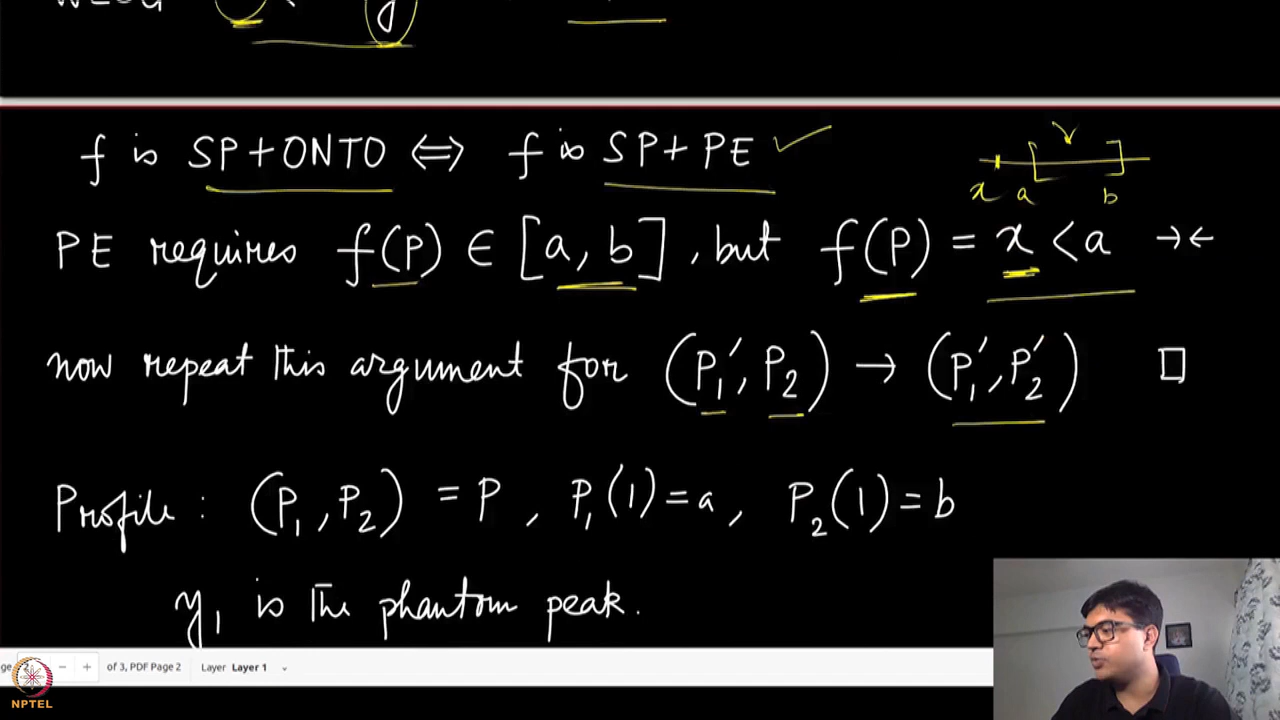 f is SP+ONTO ⇔ f is SP+ PE ✓
x a b
PE requires f(P) ∈ [a, b], but f(P) = x < a →←
now repeat this argument for (P₁', P₂) → (P₁', P₂') □
Profile : (P₁, P₂) = P, P₁(1) = a, P₂(1) = b
y₁ is the phantom peak.
of 3, PDF Page 2 Layer Layer 1
NPTEL